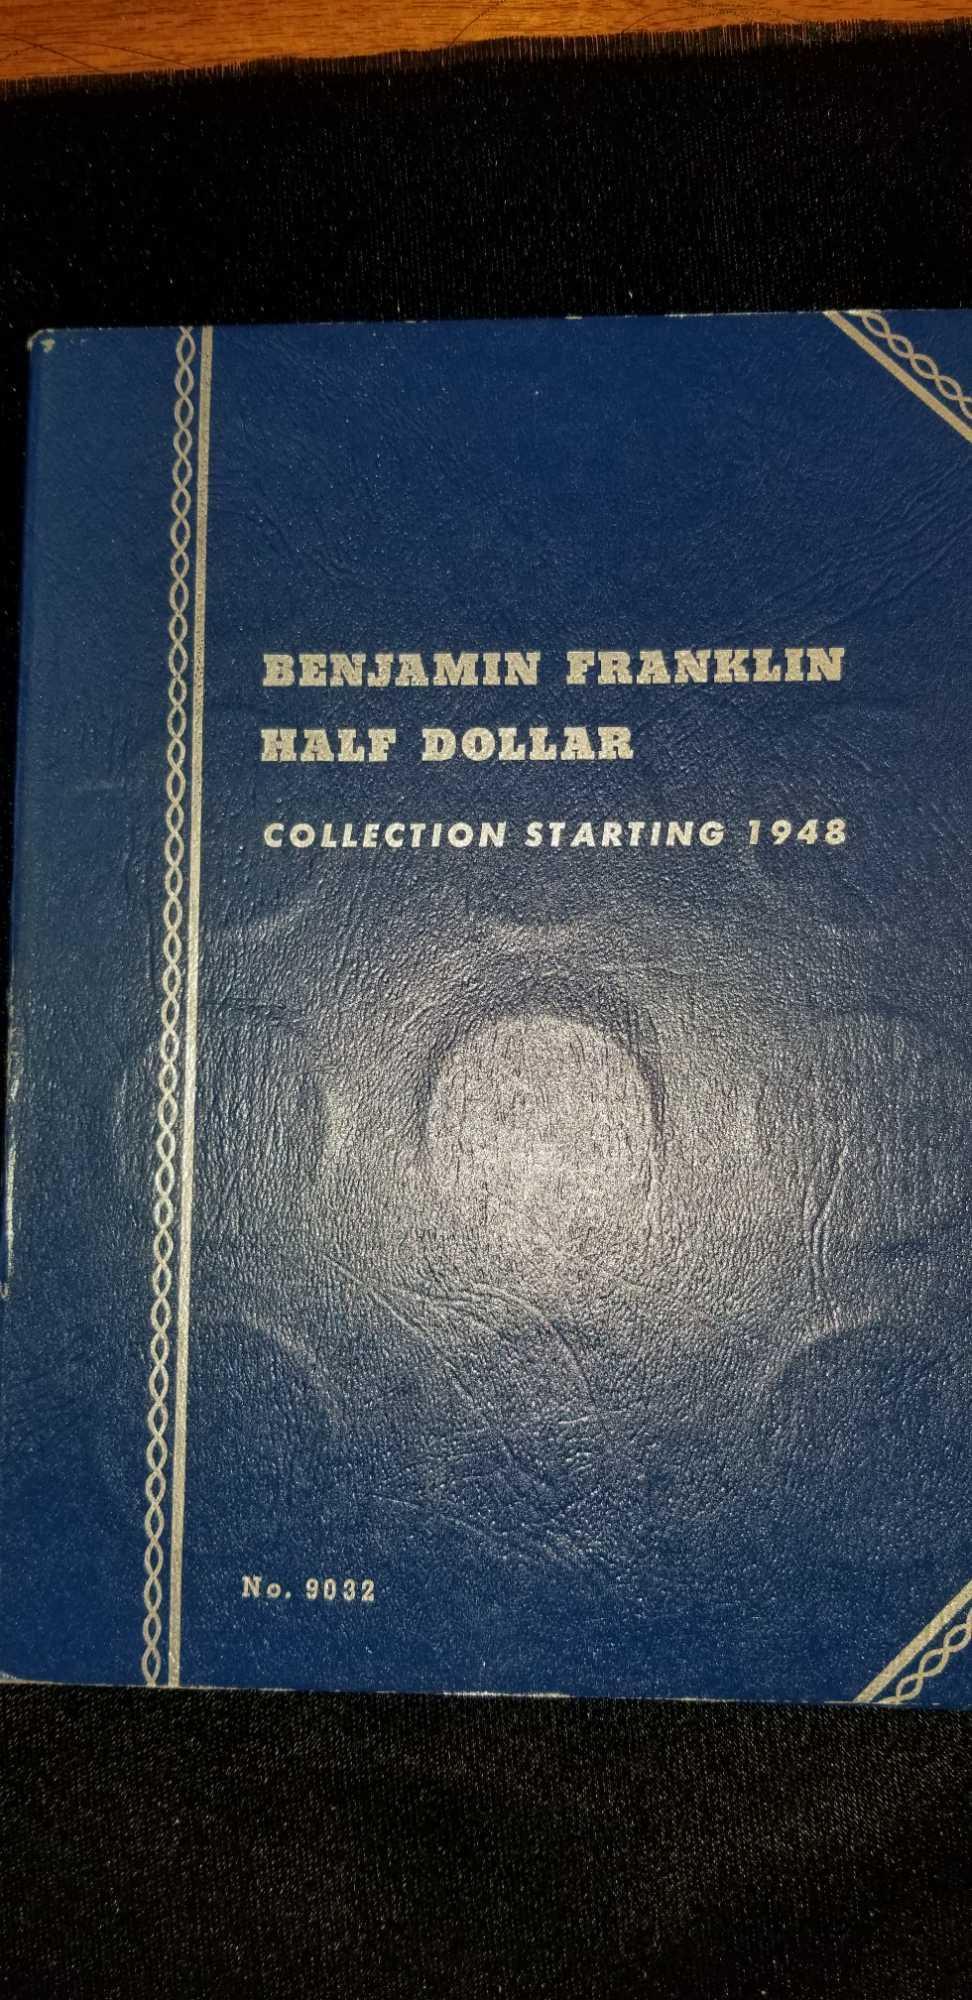 BENJAMIN FRANKLIN
HALF DOLLAR
COLLECTION STARTING 1948
No. 9032